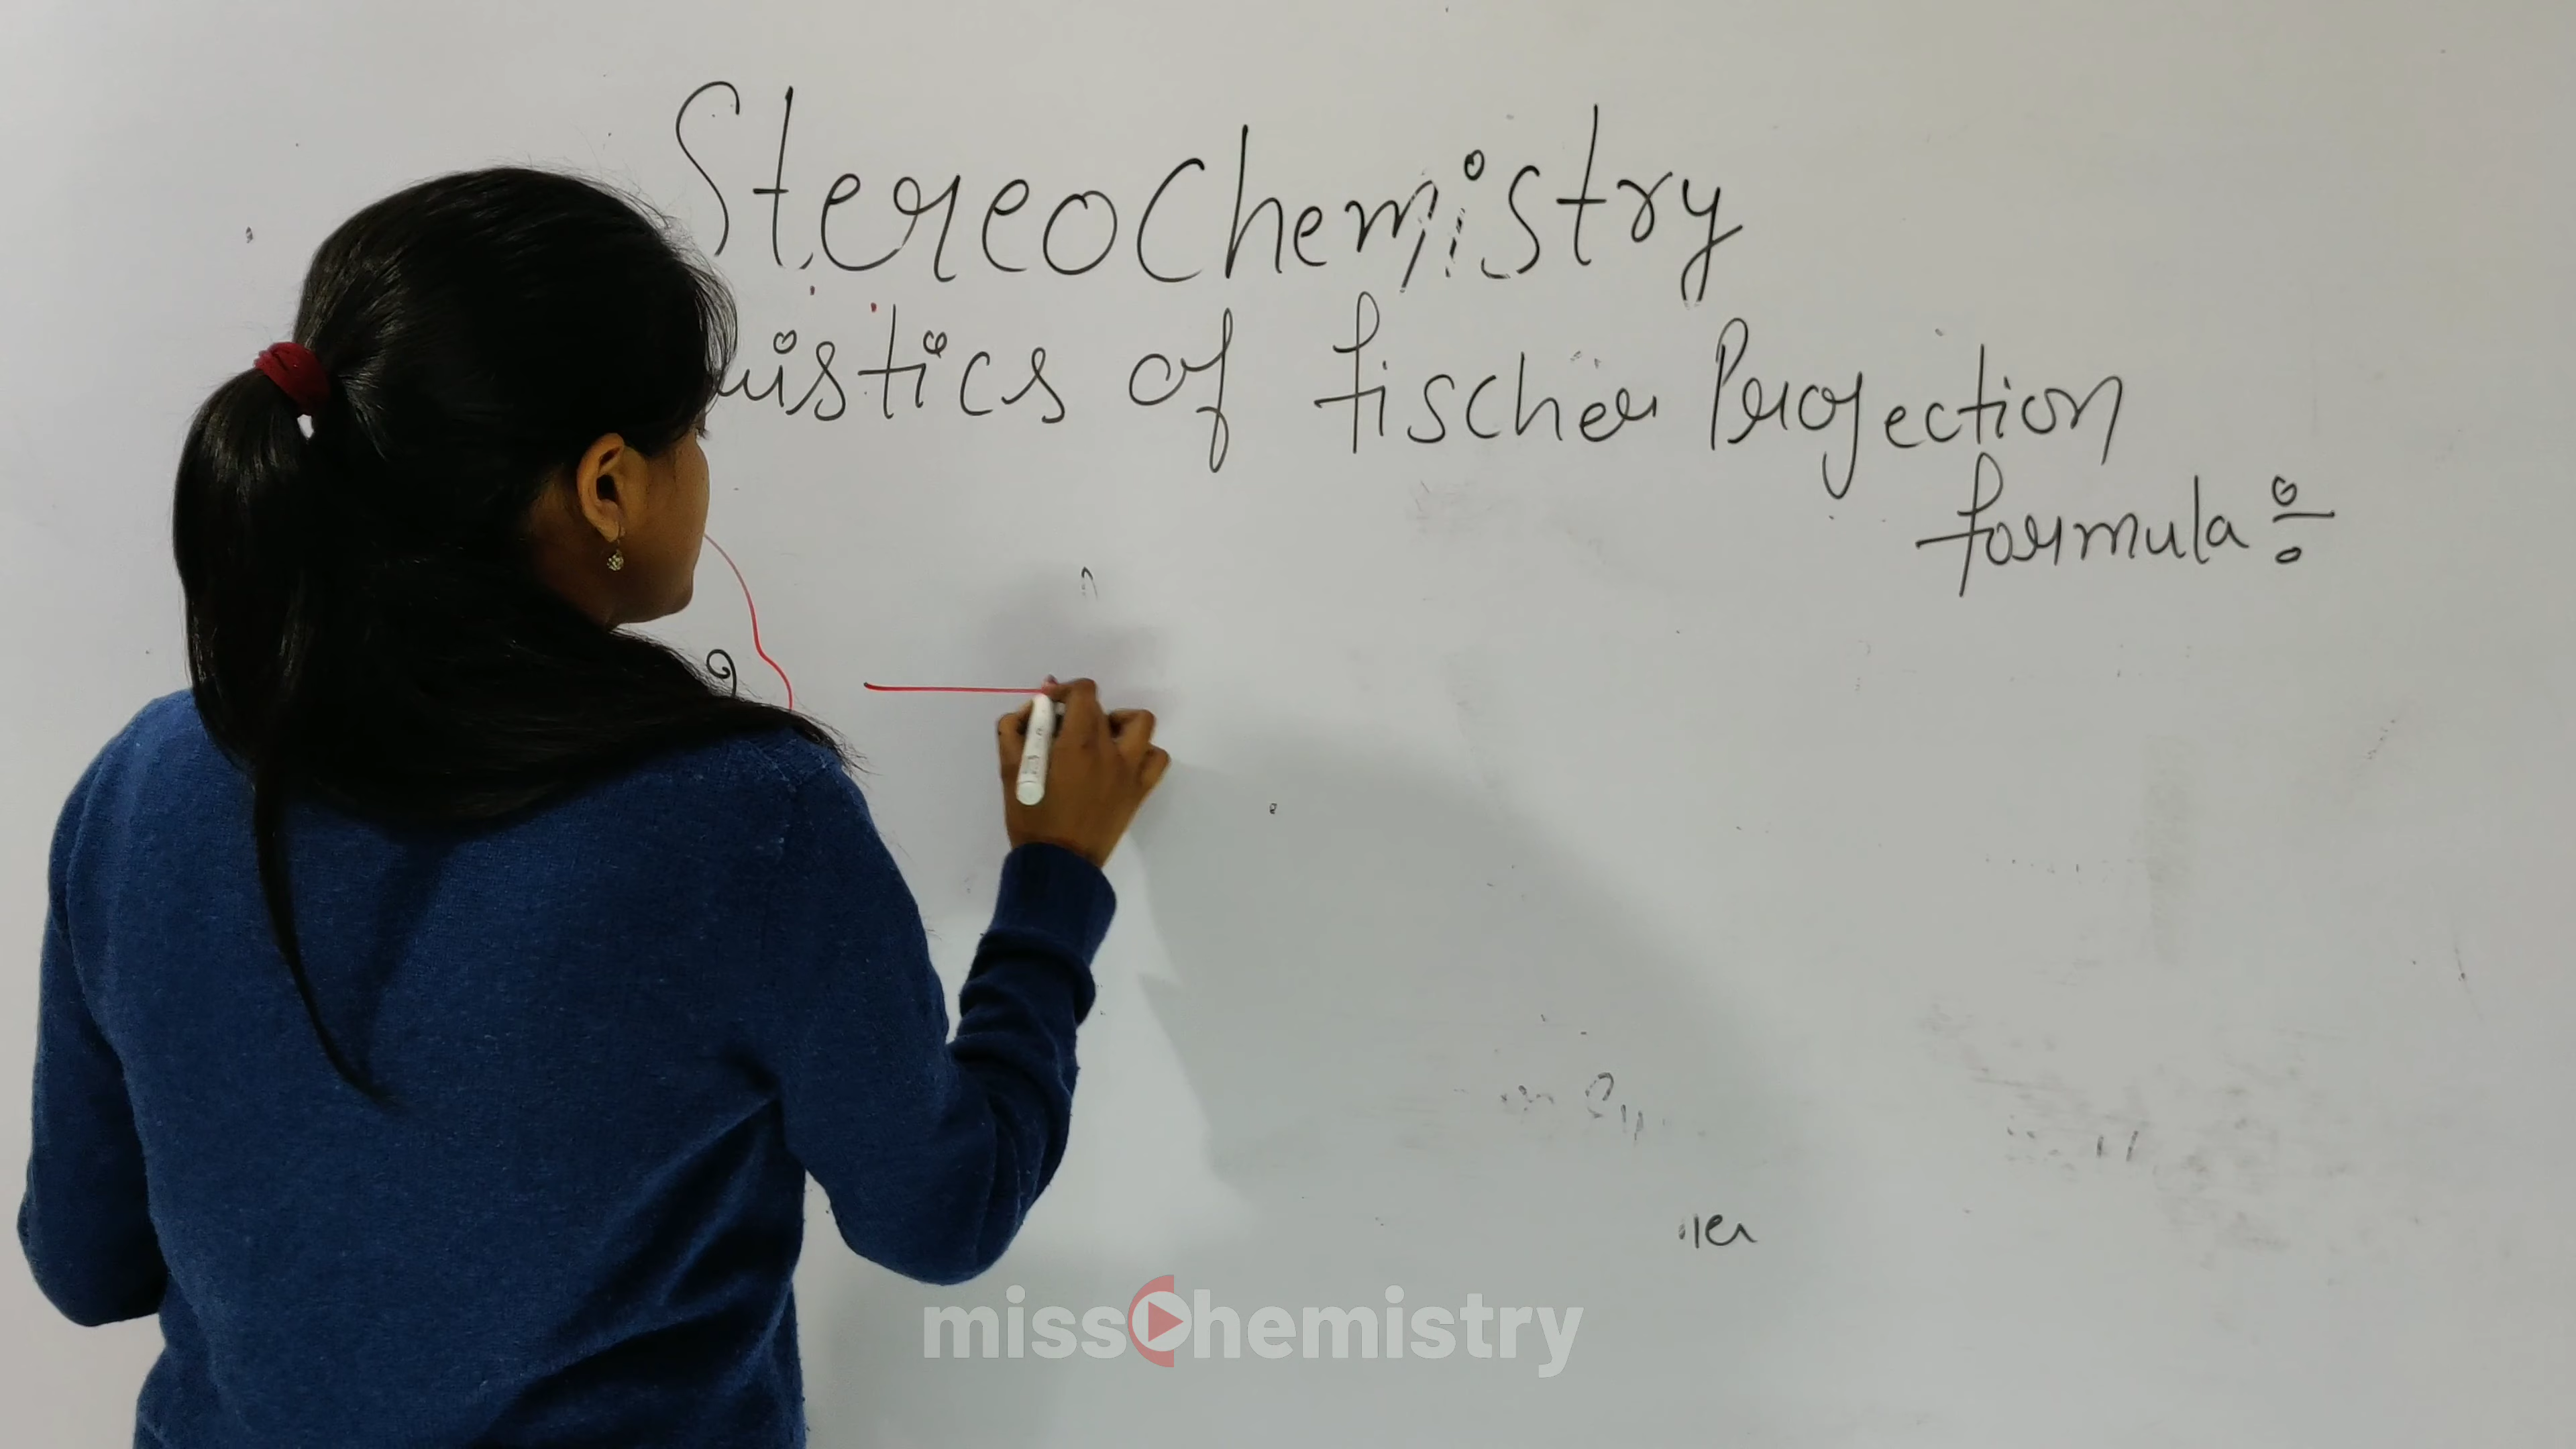 StereoChemistry
istics of fischer Projection
formula :-
missChemistry